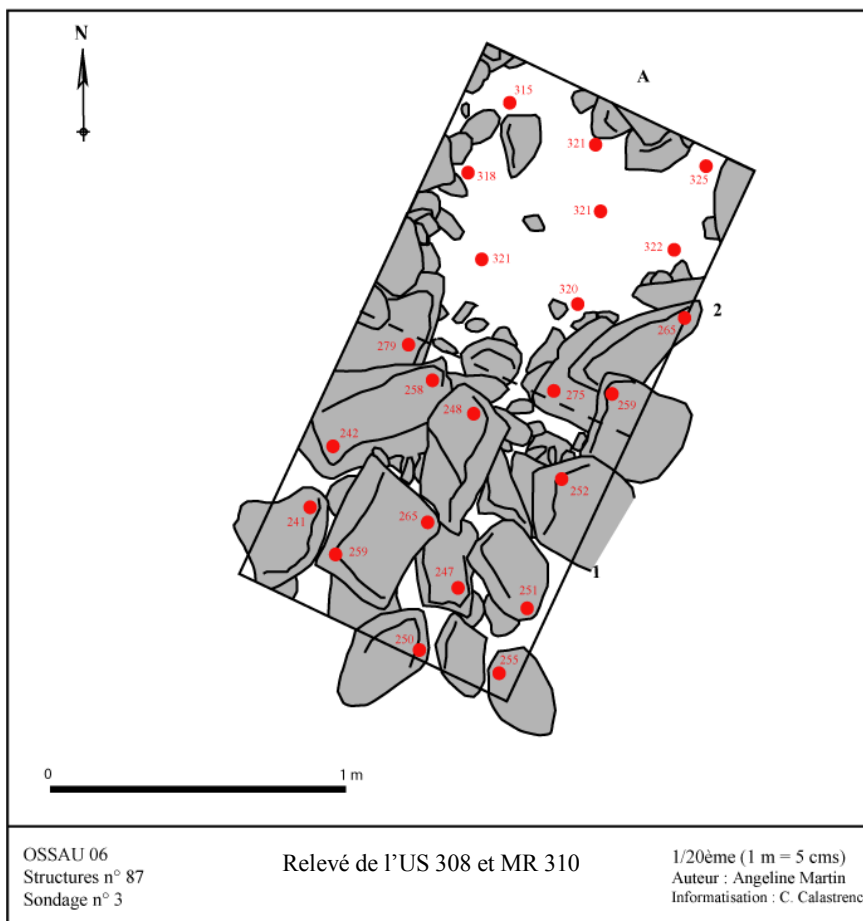 N
A
315
321
325
318
321
322
321
320
2
265
279
258
275
259
248
242
252
241
265
259
247
1
251
250
255
0
1 m
OSSAU 06
Structures n° 87
Sondage n° 3
Relevé de l'US 308 et MR 310
1/20ème (1 m = 5 cms)
Auteur : Angeline Martin
Informatisation : C. Calastrenc